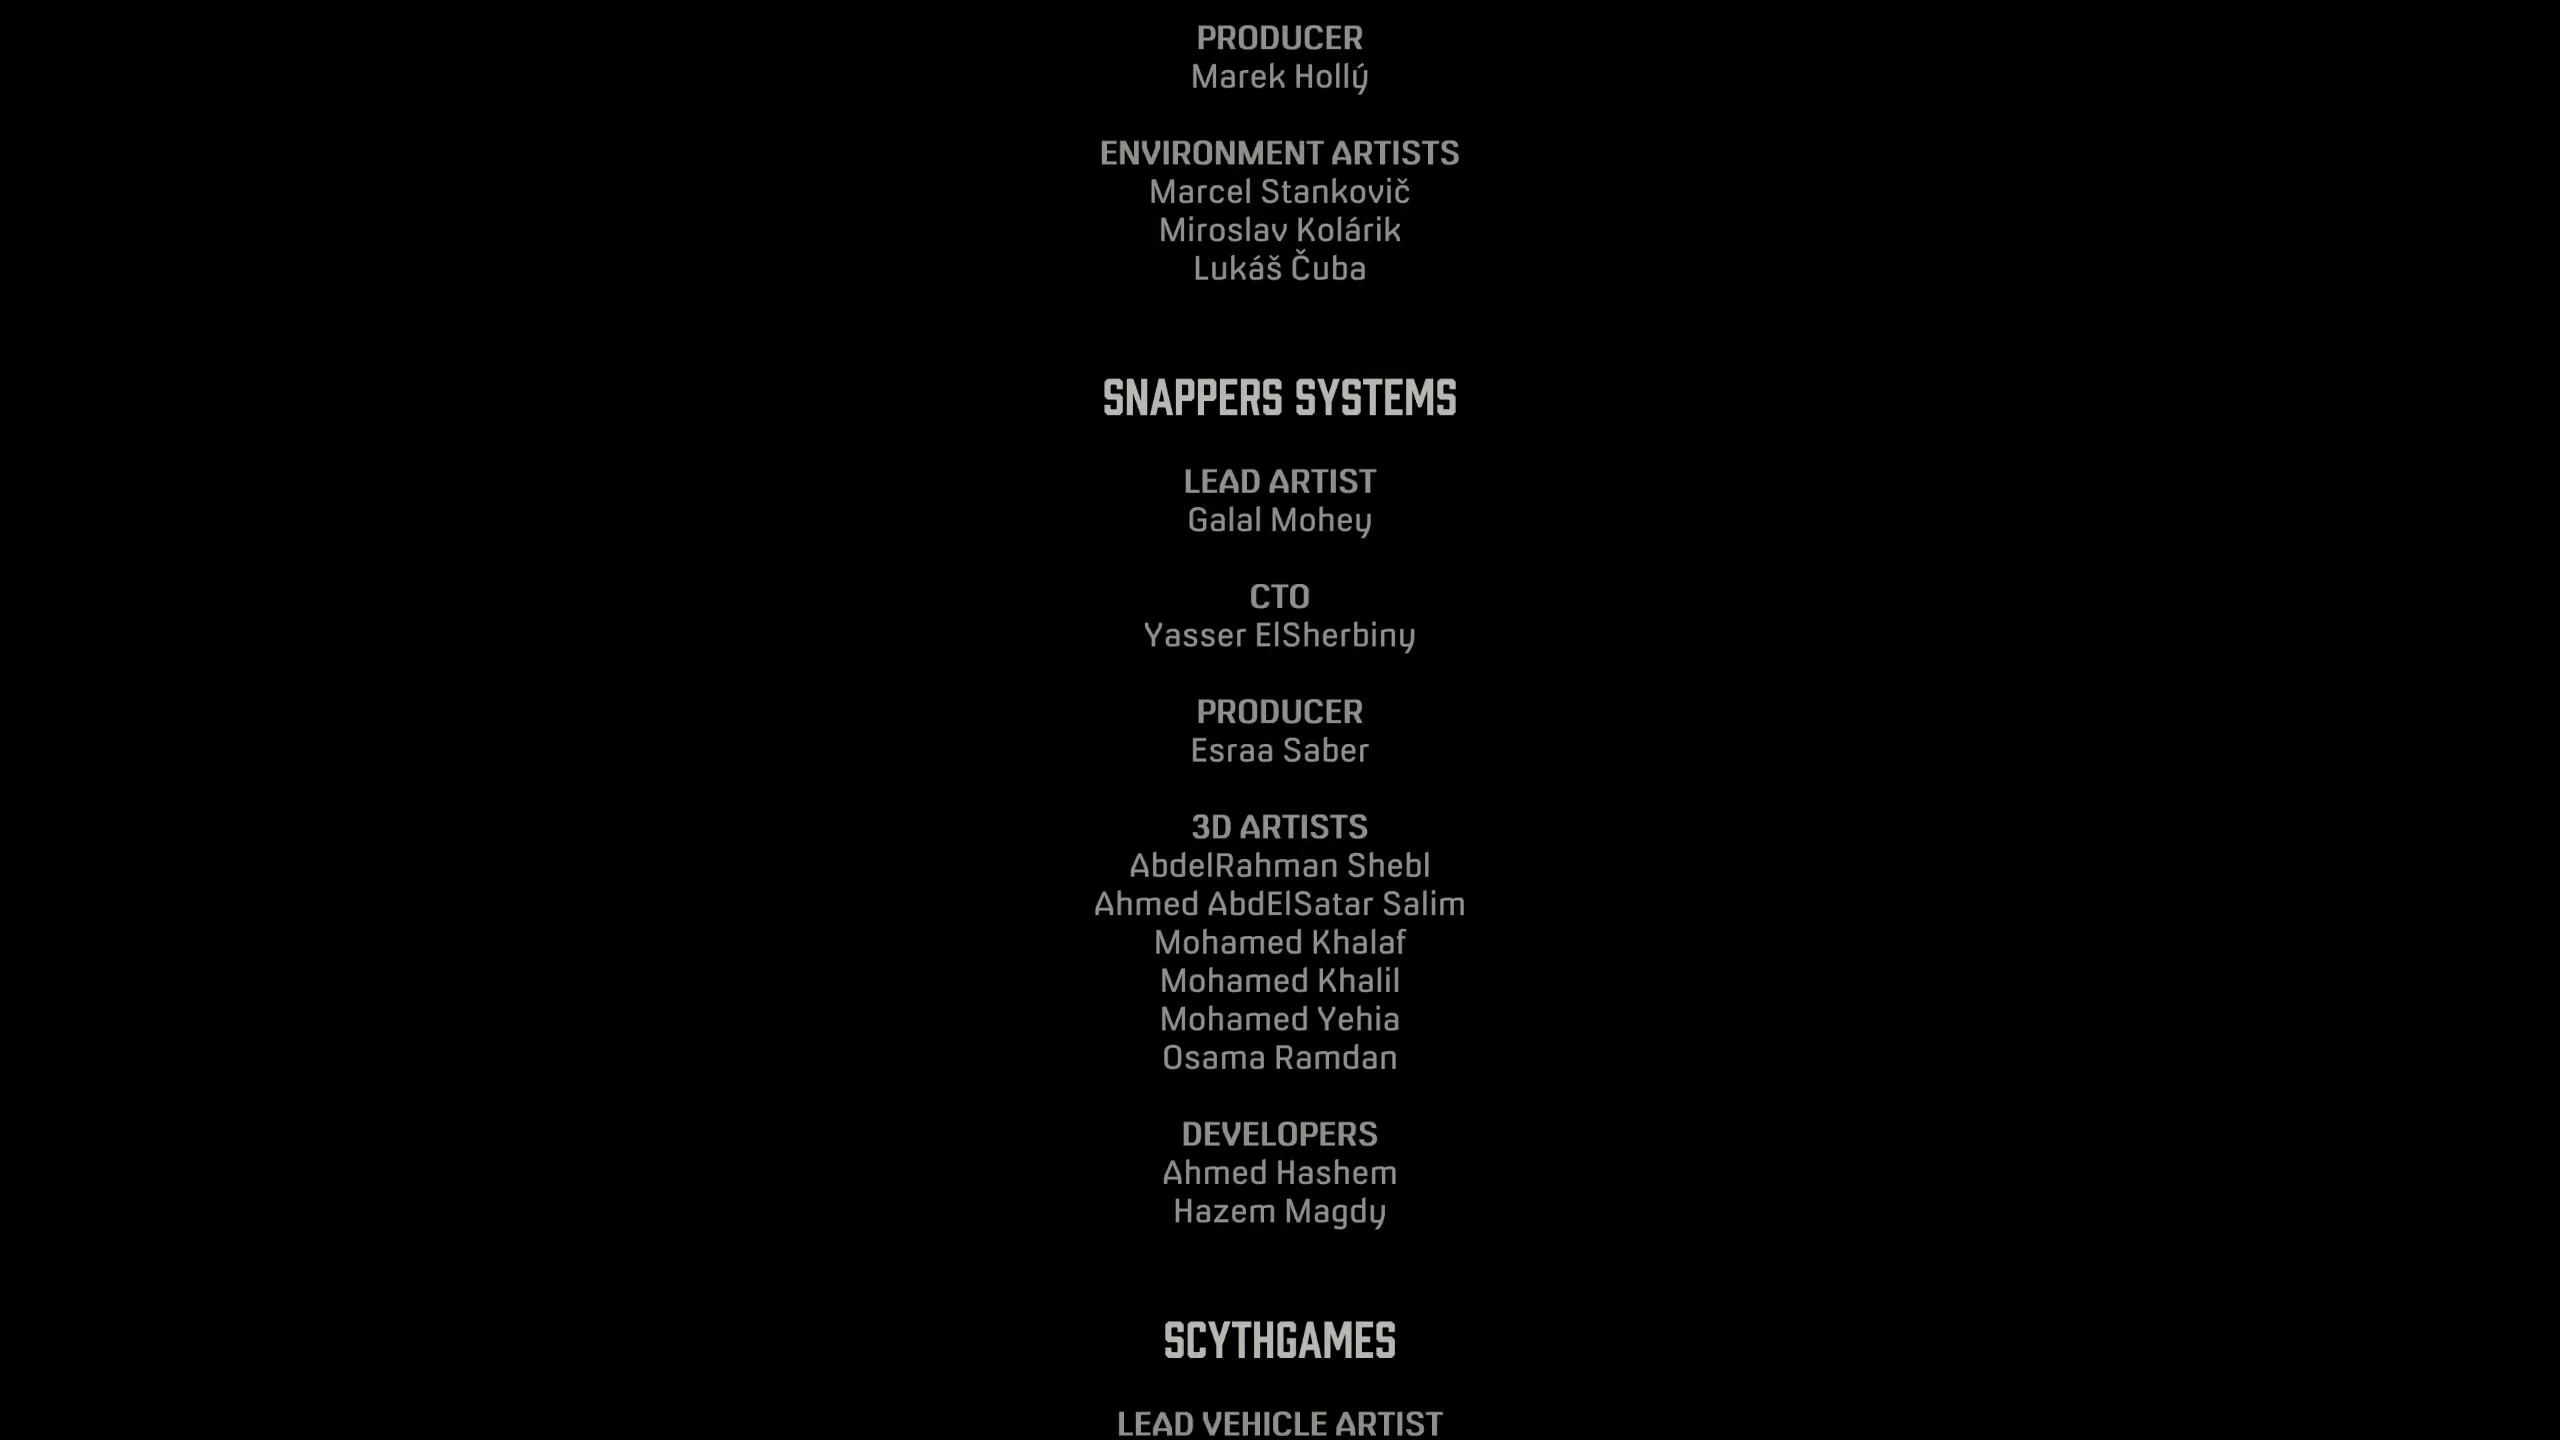 PRODUCER
Marek Hollý
ENVIRONMENT ARTISTS
Marcel Stankovič
Miroslav Kolárik
Lukáš Čuba
SNAPPERS SYSTEMS
LEAD ARTIST
Galal Mohey
CTO
Yasser ElSherbiny
PRODUCER
Esraa Saber
3D ARTISTS
AbdelRahman Shebl
Ahmed AbdElSatar Salim
Mohamed Khalaf
Mohamed Khalil
Mohamed Yehia
Osama Ramdan
DEVELOPERS
Ahmed Hashem
Hazem Magdy
SCYTHGAMES
LEAD VEHICLE ARTIST